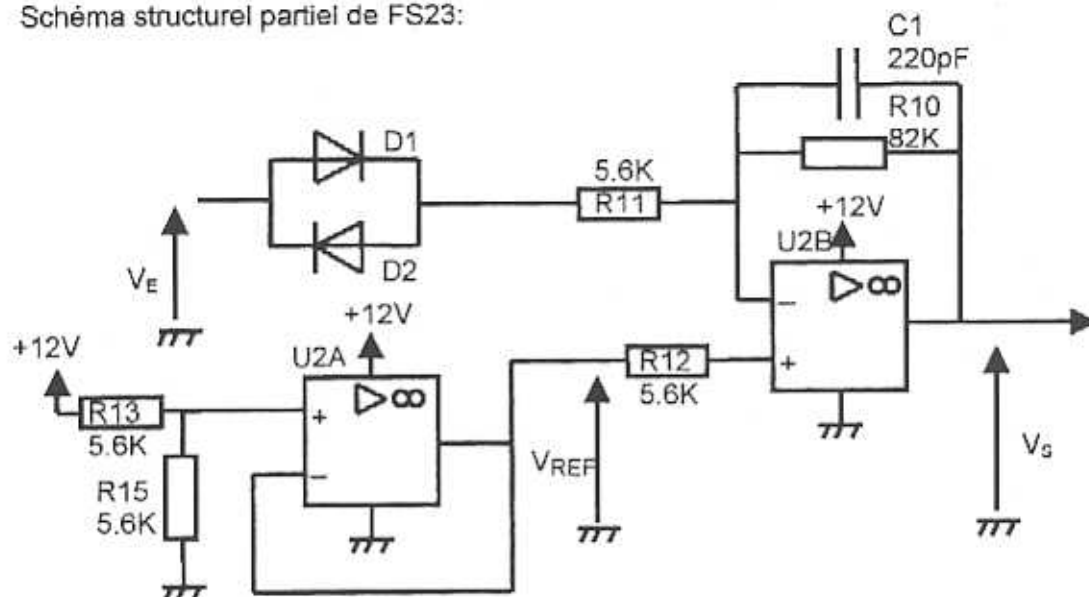 Schéma structurel partiel de FS23:
C1
220pF
R10
82K
D1
5.6K
R11
+12V
U2B
D2
VE
▷∞
-
+12V
+12V
U2A
R12
+
5.6K
R13
5.6K
▷∞
+
-
VREF
VS
R15
5.6K